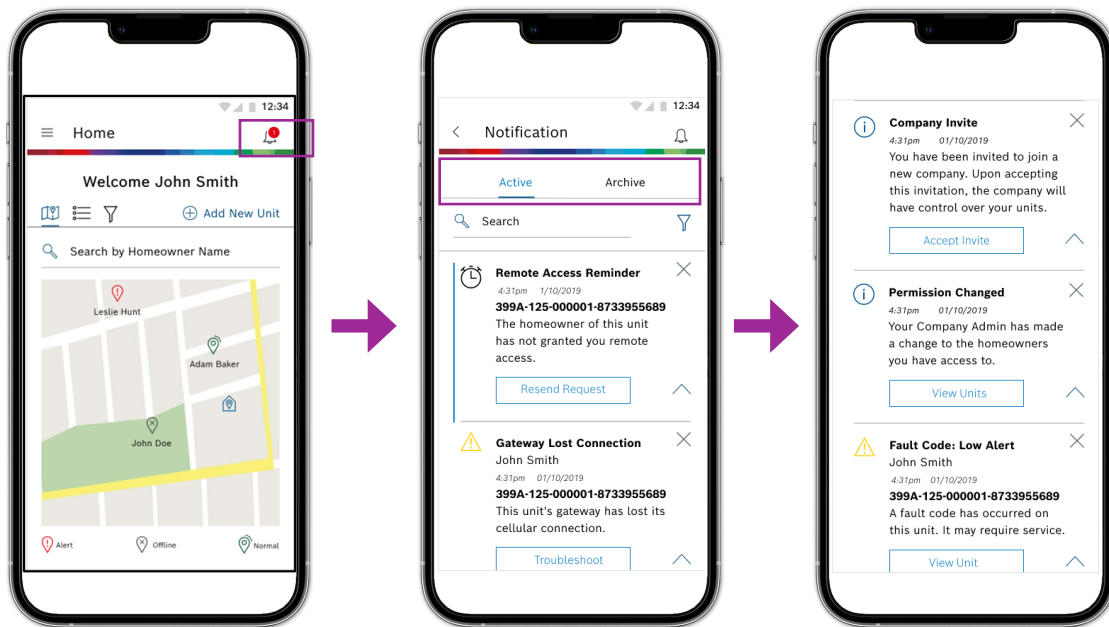 12:34
Home
!
Welcome John Smith
Add New Unit
Search by Homeowner Name
Leslie Hunt
Adam Baker
John Doe
Alert
Offline
Normal
12:34
Notification
Active Archive
Search
Remote Access Reminder
4:31pm 1/10/2019
399A-125-000001-8733955689
The homeowner of this unit
has not granted you remote
access.
Resend Request
Gateway Lost Connection
John Smith
4:31pm 01/10/2019
399A-125-000001-8733955689
This unit's gateway has lost its
cellular connection.
Troubleshoot
Company Invite
4:31pm 01/10/2019
You have been invited to join a
new company. Upon accepting
this invitation, the company will
have control over your units.
Accept Invite
Permission Changed
4:31pm 01/10/2019
Your Company Admin has made
a change to the homeowners
you have access to.
View Units
Fault Code: Low Alert
John Smith
4:31pm 01/10/2019
399A-125-000001-8733955689
A fault code has occurred on
this unit. It may require service.
View Unit